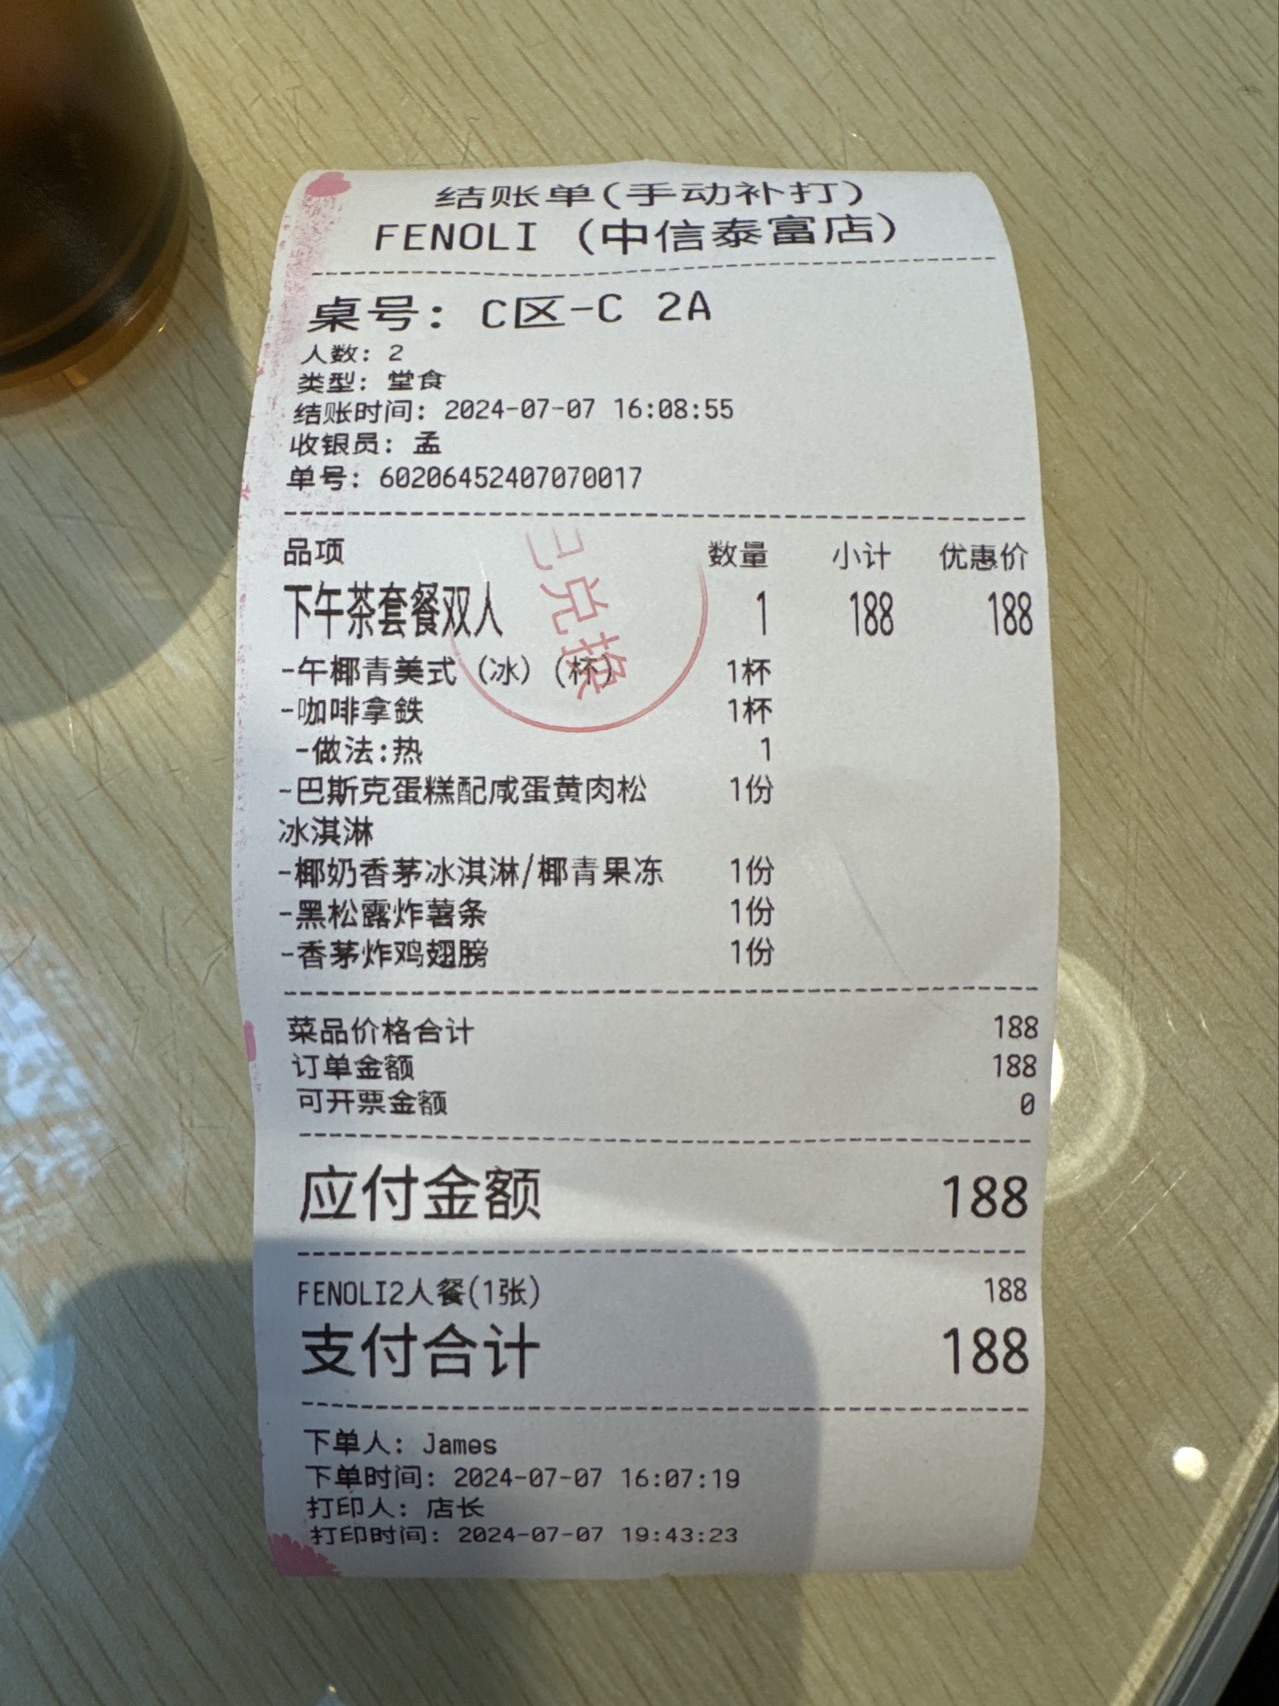 结账单(手动补打)
FENOLI (中信泰富店)
桌号: C区-C 2A
人数: 2
类型: 堂食
结账时间: 2024-07-07 16:08:55
收银员: 孟
单号: 60206452407070017
品项 数量 小计 优惠价
下午茶套餐双人 1 188 188
-午椰青美式 (冰) (杯) 1杯
-咖啡拿鉄 1杯
-做法:热 1
-巴斯克蛋糕配咸蛋黄肉松 1份
冰淇淋
-椰奶香茅冰淇淋/椰青果冻 1份
-黑松露炸薯条 1份
-香茅炸鸡翅膀 1份
已兑换
菜品价格合计 188
订单金额 188
可开票金额 0
应付金额 188
FENOLI2人餐(1张) 188
支付合计 188
下单人: James
下单时间: 2024-07-07 16:07:19
打印人: 店长
打印时间: 2024-07-07 19:43:23